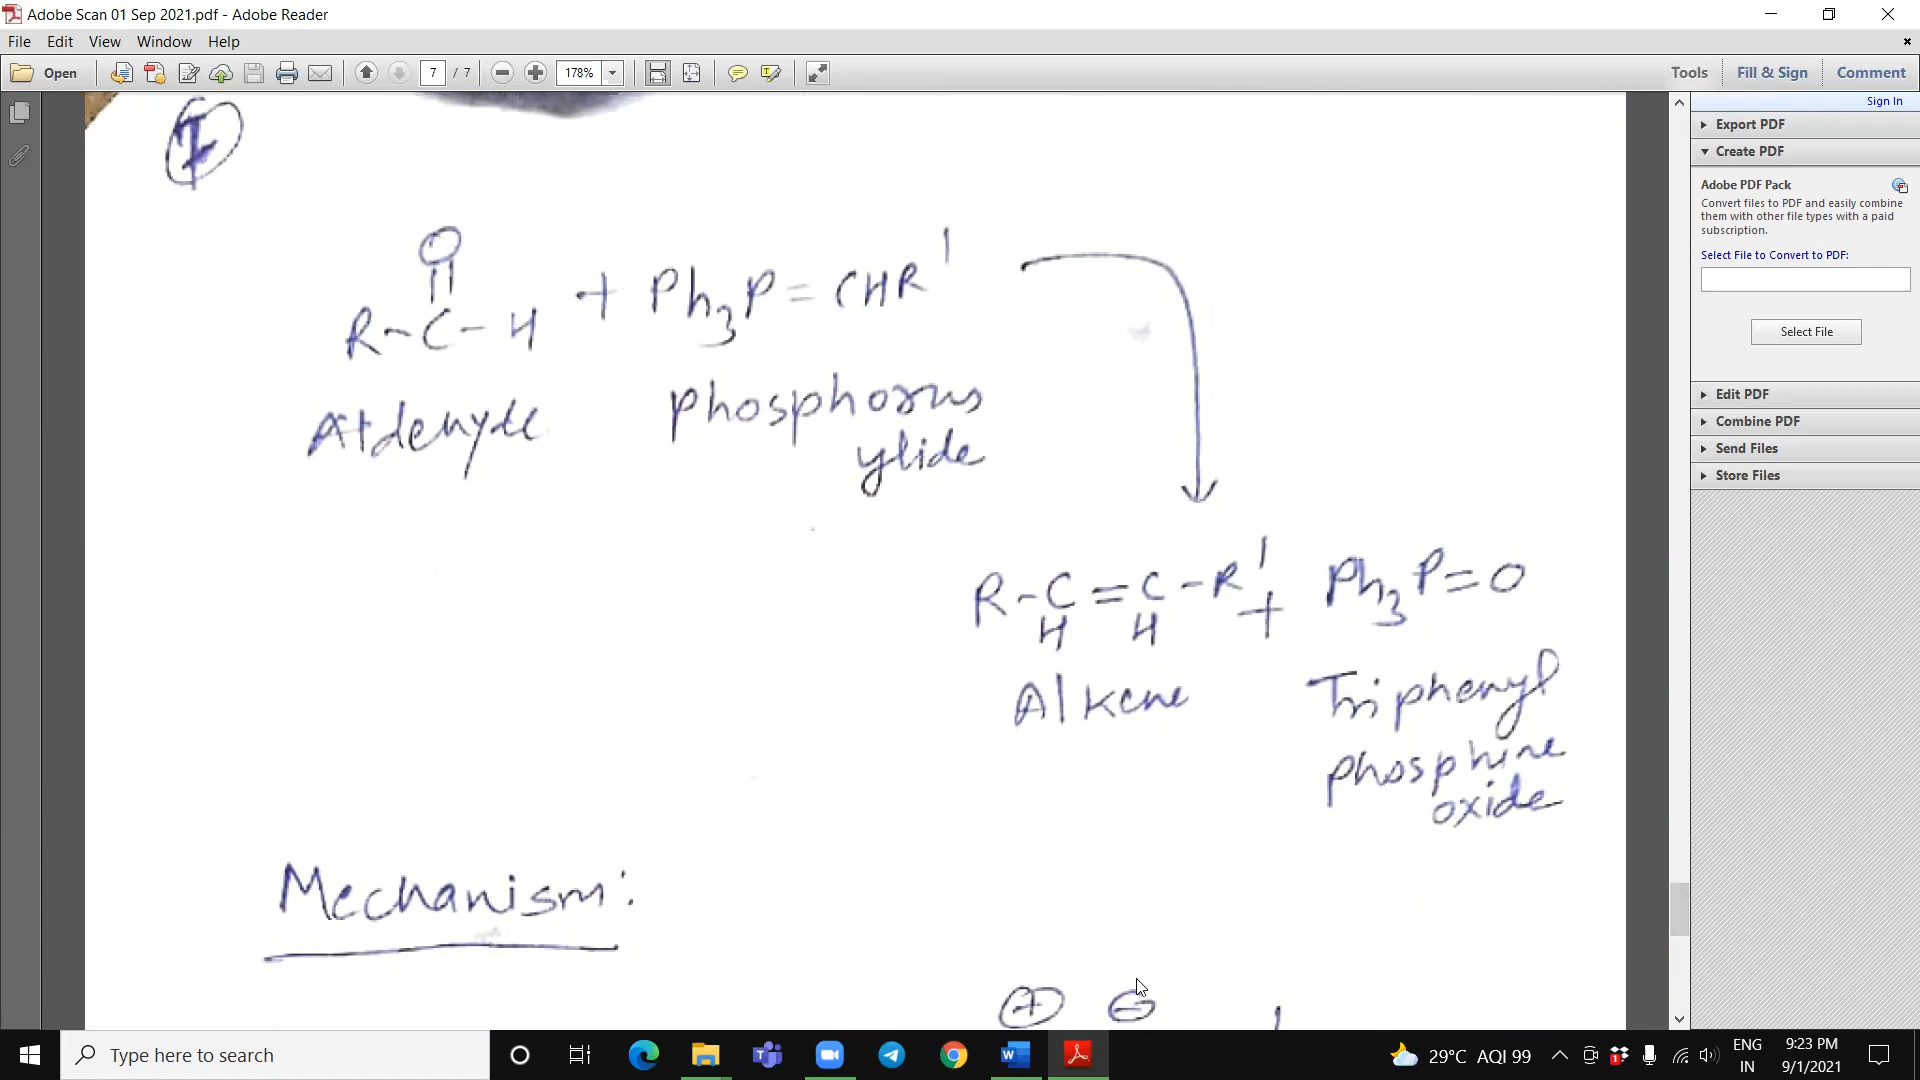 Adobe Scan 01 Sep 2021.pdf - Adobe Reader
File Edit View Window Help
Open 7 / 7 178% Tools Fill & Sign Comment
Sign In
Export PDF
Create PDF
Adobe PDF Pack
Convert files to PDF and easily combine
them with other file types with a paid
subscription.
Select File to Convert to PDF:
Select File
Edit PDF
Combine PDF
Send Files
Store Files
I
O
R-C-H + Ph3P=CHR'
Aldehyde phosphorus
ylide
R-C=C-R' + Ph3P=O
H H
Alkene Triphenyl
phosphine
oxide
Mechanism:
+ -
Type here to search
29°C AQI 99
ENG
IN
9:23 PM
9/1/2021